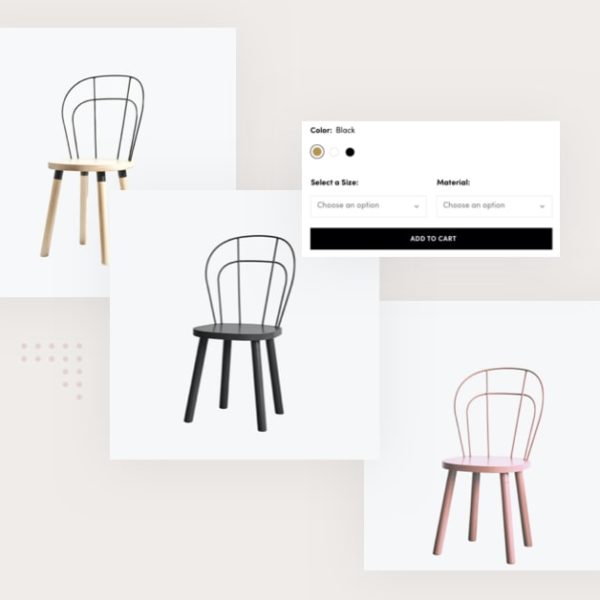 Color: Black
Select a Size: Material:
Choose an option Choose an option
ADD TO CART